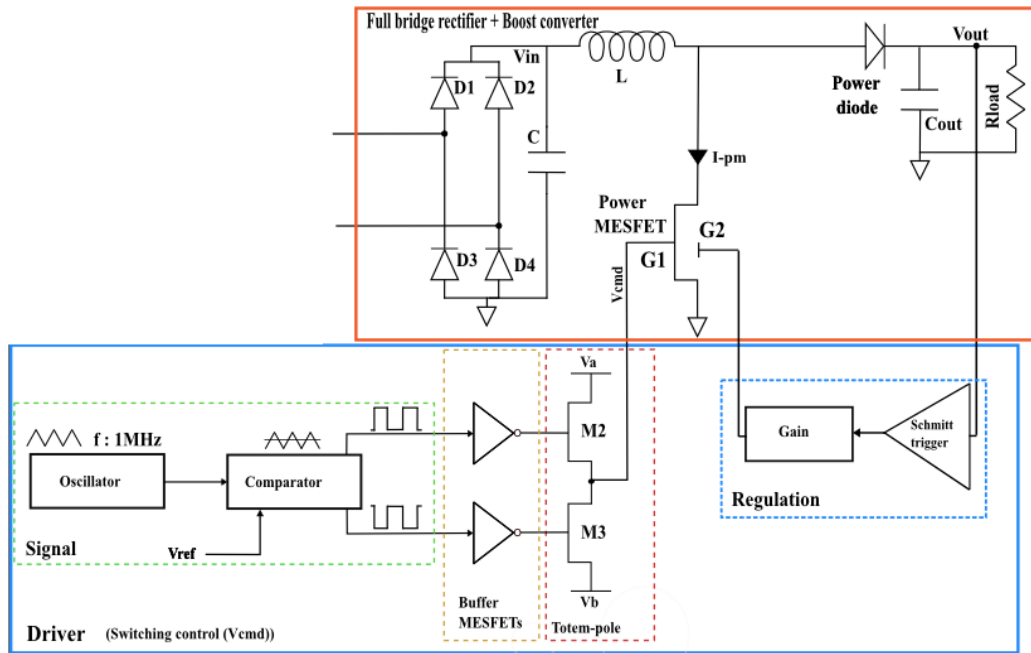 Full bridge rectifier + Boost converter
Vin
Vout
D1
D2
L
Power
diode
Cout
Rload
C
I-pm
Power
MESFET
G2
G1
D3
D4
Vcmd
Va
f : 1MHz
Oscillator
Comparator
M2
Gain
Schmitt
trigger
Regulation
M3
Vref
Signal
Vb
Buffer
MESFETs
Totem-pole
Driver (Switching control (Vcmd))